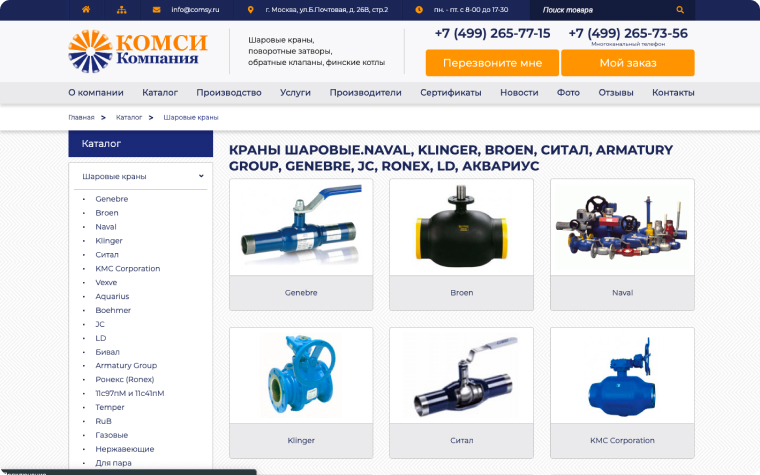 info@comsy.ru
г. Москва, ул.Б.Почтовая, д. 26В, стр.2
пн. - пт. с 8-00 до 17-30
Поиск товара
КОМСИ
Компания
Шаровые краны,
поворотные затворы,
обратные клапаны, финские котлы
+7 (499) 265-77-15
+7 (499) 265-73-56
Многоканальный телефон
Перезвоните мне
Мой заказ
О компании Каталог Производство Услуги Производители Сертификаты Новости Фото Отзывы Контакты
Главная > Каталог > Шаровые краны
Каталог
Шаровые краны
Genebre
Broen
Naval
Klinger
Ситал
KMC Corporation
Vexve
Aquarius
Boehmer
JC
LD
Бивал
Armatury Group
Ронекс (Ronex)
11с97пМ и 11с41пМ
Temper
RuB
Газовые
Нержавеющие
Для пара
КРАНЫ ШАРОВЫЕ.NAVAL, KLINGER, BROEN, СИТАЛ, ARMATURY
GROUP, GENEBRE, JC, RONEX, LD, АКВАРИУС
Genebre
Broen
Naval
Klinger
Ситал
KMC Corporation